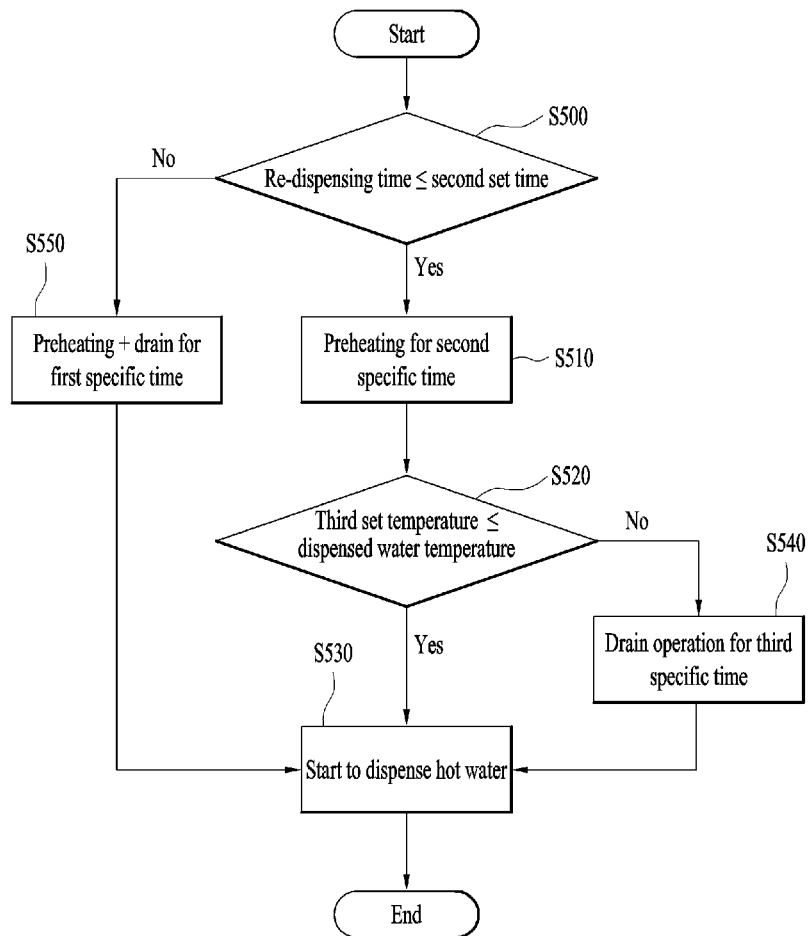 Start
S500
Re-dispensing time ≤ second set time
No
Yes
S550
Preheating + drain for
first specific time
Preheating for second
specific time
S510
S520
Third set temperature ≤
dispensed water temperature
No
Yes
S540
Drain operation for third
specific time
S530
Start to dispense hot water
End